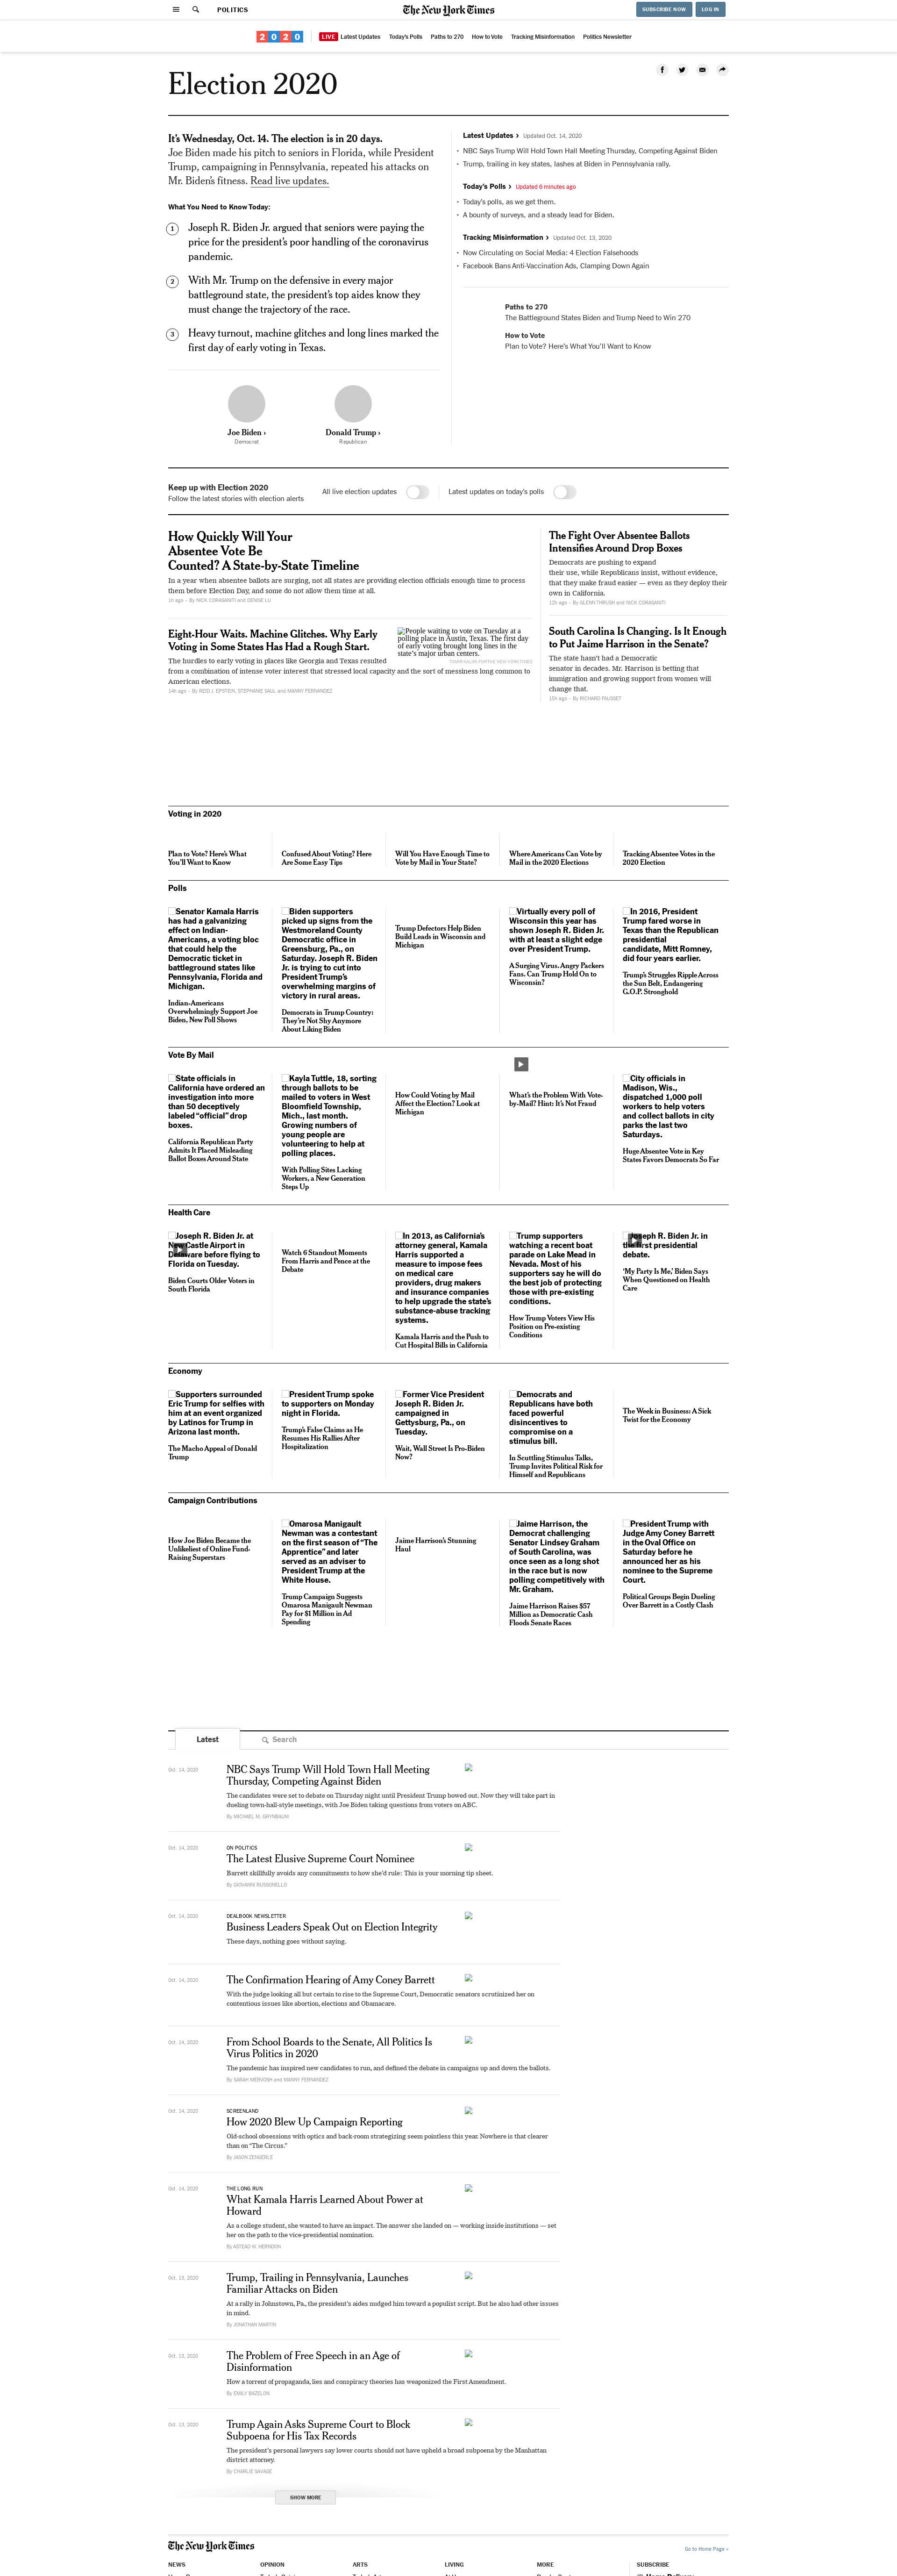 POLITICS
The New York Times
SUBSCRIBE NOW
LOG IN
2020
LIVE Latest Updates
Today's Polls
Paths to 270
How to Vote
Tracking Misinformation
Politics Newsletter
Election 2020
It's Wednesday, Oct. 14. The election is in 20 days.
Joe Biden made his pitch to seniors in Florida, while President
Trump, campaigning in Pennsylvania, repeated his attacks on
Mr. Biden's fitness. Read live updates.
What You Need to Know Today:
1
Joseph R. Biden Jr. argued that seniors were paying the
price for the president's poor handling of the coronavirus
pandemic.
2
With Mr. Trump on the defensive in every major
battleground state, the president's top aides know they
must change the trajectory of the race.
3
Heavy turnout, machine glitches and long lines marked the
first day of early voting in Texas.
Joe Biden ›
Democrat
Donald Trump ›
Republican
Latest Updates › Updated Oct. 14, 2020
• NBC Says Trump Will Hold Town Hall Meeting Thursday, Competing Against Biden
• Trump, trailing in key states, lashes at Biden in Pennsylvania rally.
Today's Polls › Updated 6 minutes ago
• Today's polls, as we get them.
• A bounty of surveys, and a steady lead for Biden.
Tracking Misinformation › Updated Oct. 13, 2020
• Now Circulating on Social Media: 4 Election Falsehoods
• Facebook Bans Anti-Vaccination Ads, Clamping Down Again
Paths to 270
The Battleground States Biden and Trump Need to Win 270
How to Vote
Plan to Vote? Here's What You'll Want to Know
Keep up with Election 2020
Follow the latest stories with election alerts
All live election updates
Latest updates on today's polls
How Quickly Will Your
Absentee Vote Be
Counted? A State-by-State Timeline
In a year when absentee ballots are surging, not all states are providing election officials enough time to process
them before Election Day, and some do not allow them time at all.
1h ago – By NICK CORASANITI and DENISE LU
Eight-Hour Waits. Machine Glitches. Why Early
Voting in Some States Has Had a Rough Start.
People waiting to vote on Tuesday at a
polling place in Austin, Texas. The first day
of early voting brought long lines in the
state's major urban centers.
TAMIR KALIFA FOR THE NEW YORK TIMES
The hurdles to early voting in places like Georgia and Texas resulted
from a combination of intense voter interest that stressed local capacity and the sort of missteps long common to
American elections.
14h ago – By REID J. EPSTEIN, STEPHANIE SAUL and MANNY FERNANDEZ
The Fight Over Absentee Ballots
Intensifies Around Drop Boxes
Democrats are pushing to expand
their use, while Republicans insist, without evidence,
that they may make fraud easier — even as they deploy their
own in California.
12h ago – By GLENN THRUSH and NICK CORASANITI
South Carolina Is Changing. Is It Enough
to Put Jaime Harrison in the Senate?
The state hasn't had a Democratic
senator in decades. Mr. Harrison is betting that
immigration and growing support from women will
change that.
15h ago – By RICHARD FAUSSET
Voting in 2020
Plan to Vote? Here's What
You'll Want to Know
Confused About Voting? Here
Are Some Easy Tips
Will You Have Enough Time to
Vote by Mail in Your State?
Where Americans Can Vote by
Mail in the 2020 Elections
Tracking Absentee Votes in the
2020 Election
Polls
Senator Kamala Harris
has had a galvanizing
effect on Indian-
Americans, a voting bloc
that could help the
Democratic ticket in
battleground states like
Pennsylvania, Florida and
Michigan.
Indian-Americans
Overwhelmingly Support Joe
Biden, New Poll Shows
Biden supporters
picked up signs from the
Westmoreland County
Democratic office in
Greensburg, Pa., on
Saturday. Joseph R. Biden
Jr. is trying to cut into
President Trump's
overwhelming margins of
victory in rural areas.
Democrats in Trump Country:
They're Not Shy Anymore
About Liking Biden
Trump Defectors Help Biden
Build Leads in Wisconsin and
Michigan
Virtually every poll of
Wisconsin this year has
shown Joseph R. Biden Jr.
with at least a slight edge
over President Trump.
A Surging Virus. Angry Packers
Fans. Can Trump Hold On to
Wisconsin?
In 2016, President
Trump fared worse in
Texas than the Republican
presidential
candidate, Mitt Romney,
did four years earlier.
Trump's Struggles Ripple Across
the Sun Belt, Endangering
G.O.P. Stronghold
Vote By Mail
State officials in
California have ordered an
investigation into more
than 50 deceptively
labeled "official" drop
boxes.
California Republican Party
Admits It Placed Misleading
Ballot Boxes Around State
Kayla Tuttle, 18, sorting
through ballots to be
mailed to voters in West
Bloomfield Township,
Mich., last month.
Growing numbers of
young people are
volunteering to help at
polling places.
With Polling Sites Lacking
Workers, a New Generation
Steps Up
How Could Voting by Mail
Affect the Election? Look at
Michigan
What's the Problem With Vote-
by-Mail? Hint: It's Not Fraud
City officials in
Madison, Wis.,
dispatched 1,000 poll
workers to help voters
and collect ballots in city
parks the last two
Saturdays.
Huge Absentee Vote in Key
States Favors Democrats So Far
Health Care
Joseph R. Biden Jr. at
New Castle Airport in
Delaware before flying to
Florida on Tuesday.
Biden Courts Older Voters in
South Florida
Watch 6 Standout Moments
From Harris and Pence at the
Debate
In 2013, as California's
attorney general, Kamala
Harris supported a
measure to impose fees
on medical care
providers, drug makers
and insurance companies
to help upgrade the state's
substance-abuse tracking
systems.
Kamala Harris and the Push to
Cut Hospital Bills in California
Trump supporters
watching a recent boat
parade on Lake Mead in
Nevada. Most of his
supporters say he will do
the best job of protecting
those with pre-existing
conditions.
How Trump Voters View His
Position on Pre-existing
Conditions
Joseph R. Biden Jr. in
the first presidential
debate.
'My Party Is Me,' Biden Says
When Questioned on Health
Care
Economy
Supporters surrounded
Eric Trump for selfies with
him at an event organized
by Latinos for Trump in
Arizona last month.
The Macho Appeal of Donald
Trump
President Trump spoke
to supporters on Monday
night in Florida.
Trump's False Claims as He
Resumes His Rallies After
Hospitalization
Former Vice President
Joseph R. Biden Jr.
campaigned in
Gettysburg, Pa., on
Tuesday.
Wait, Wall Street Is Pro-Biden
Now?
Democrats and
Republicans have both
faced powerful
disincentives to
compromise on a
stimulus bill.
In Scuttling Stimulus Talks,
Trump Invites Political Risk for
Himself and Republicans
The Week in Business: A Sick
Twist for the Economy
Campaign Contributions
How Joe Biden Became the
Unlikeliest of Online Fund-
Raising Superstars
Omarosa Manigault
Newman was a contestant
on the first season of "The
Apprentice" and later
served as an adviser to
President Trump at the
White House.
Trump Campaign Suggests
Omarosa Manigault Newman
Pay for $1 Million in Ad
Spending
Jaime Harrison's Stunning
Haul
Jaime Harrison, the
Democrat challenging
Senator Lindsey Graham
of South Carolina, was
once seen as a long shot
in the race but is now
polling competitively with
Mr. Graham.
Jaime Harrison Raises $57
Million as Democratic Cash
Floods Senate Races
President Trump with
Judge Amy Coney Barrett
in the Oval Office on
Saturday before he
announced her as his
nominee to the Supreme
Court.
Political Groups Begin Dueling
Over Barrett in a Costly Clash
Latest
Search
Oct. 14, 2020
NBC Says Trump Will Hold Town Hall Meeting
Thursday, Competing Against Biden
The candidates were set to debate on Thursday night until President Trump bowed out. Now they will take part in
dueling town-hall-style meetings, with Joe Biden taking questions from voters on ABC.
By MICHAEL M. GRYNBAUM
Oct. 14, 2020
ON POLITICS
The Latest Elusive Supreme Court Nominee
Barrett skillfully avoids any commitments to how she'd rule: This is your morning tip sheet.
By GIOVANNI RUSSONELLO
Oct. 14, 2020
DEALBOOK NEWSLETTER
Business Leaders Speak Out on Election Integrity
These days, nothing goes without saying.
Oct. 14, 2020
The Confirmation Hearing of Amy Coney Barrett
With the judge looking all but certain to rise to the Supreme Court, Democratic senators scrutinized her on
contentious issues like abortion, elections and Obamacare.
Oct. 14, 2020
From School Boards to the Senate, All Politics Is
Virus Politics in 2020
The pandemic has inspired new candidates to run, and defined the debate in campaigns up and down the ballots.
By SARAH MERVOSH and MANNY FERNANDEZ
Oct. 14, 2020
SCREENLAND
How 2020 Blew Up Campaign Reporting
Old-school obsessions with optics and back-room strategizing seem pointless this year. Nowhere is that clearer
than on "The Circus."
By JASON ZENGERLE
Oct. 14, 2020
THE LONG RUN
What Kamala Harris Learned About Power at
Howard
As a college student, she wanted to have an impact. The answer she landed on — working inside institutions — set
her on the path to the vice-presidential nomination.
By ASTEAD W. HERNDON
Oct. 13, 2020
Trump, Trailing in Pennsylvania, Launches
Familiar Attacks on Biden
At a rally in Johnstown, Pa., the president's aides nudged him toward a populist script. But he also had other issues
in mind.
By JONATHAN MARTIN
Oct. 13, 2020
The Problem of Free Speech in an Age of
Disinformation
How a torrent of propaganda, lies and conspiracy theories has weaponized the First Amendment.
By EMILY BAZELON
Oct. 13, 2020
Trump Again Asks Supreme Court to Block
Subpoena for His Tax Records
The president's personal lawyers say lower courts should not have upheld a broad subpoena by the Manhattan
district attorney.
By CHARLIE SAVAGE
SHOW MORE
The New York Times
Go to Home Page »
NEWS
OPINION
ARTS
LIVING
MORE
SUBSCRIBE